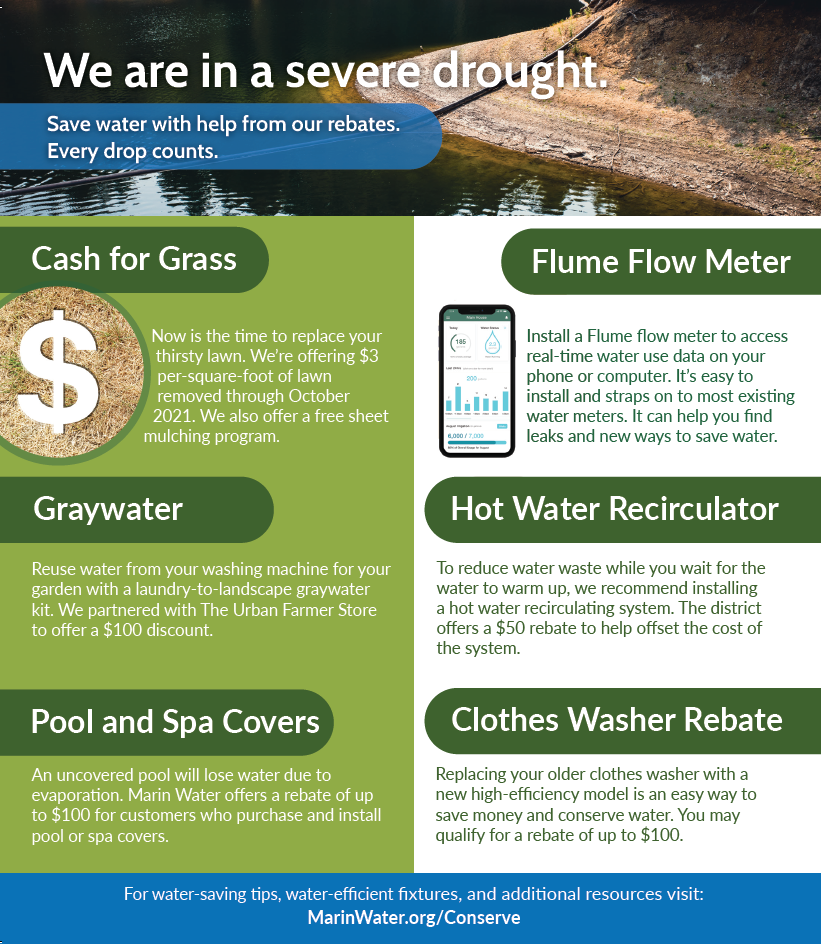 We are in a severe drought.
Save water with help from our rebates.
Every drop counts.
Cash for Grass
$
Now is the time to replace your
thirsty lawn. We're offering $3
per-square-foot of lawn
removed through October
2021. We also offer a free sheet
mulching program.
Flume Flow Meter
Today
185
2.3
200
6,000 / 7,000
Install a Flume flow meter to access
real-time water use data on your
phone or computer. It's easy to
install and straps on to most existing
water meters. It can help you find
leaks and new ways to save water.
Graywater
Reuse water from your washing machine for your
garden with a laundry-to-landscape graywater
kit. We partnered with The Urban Farmer Store
to offer a $100 discount.
Hot Water Recirculator
To reduce water waste while you wait for the
water to warm up, we recommend installing
a hot water recirculating system. The district
offers a $50 rebate to help offset the cost of
the system.
Pool and Spa Covers
An uncovered pool will lose water due to
evaporation. Marin Water offers a rebate of up
to $100 for customers who purchase and install
pool or spa covers.
Clothes Washer Rebate
Replacing your older clothes washer with a
new high-efficiency model is an easy way to
save money and conserve water. You may
qualify for a rebate of up to $100.
For water-saving tips, water-efficient fixtures, and additional resources visit:
MarinWater.org/Conserve